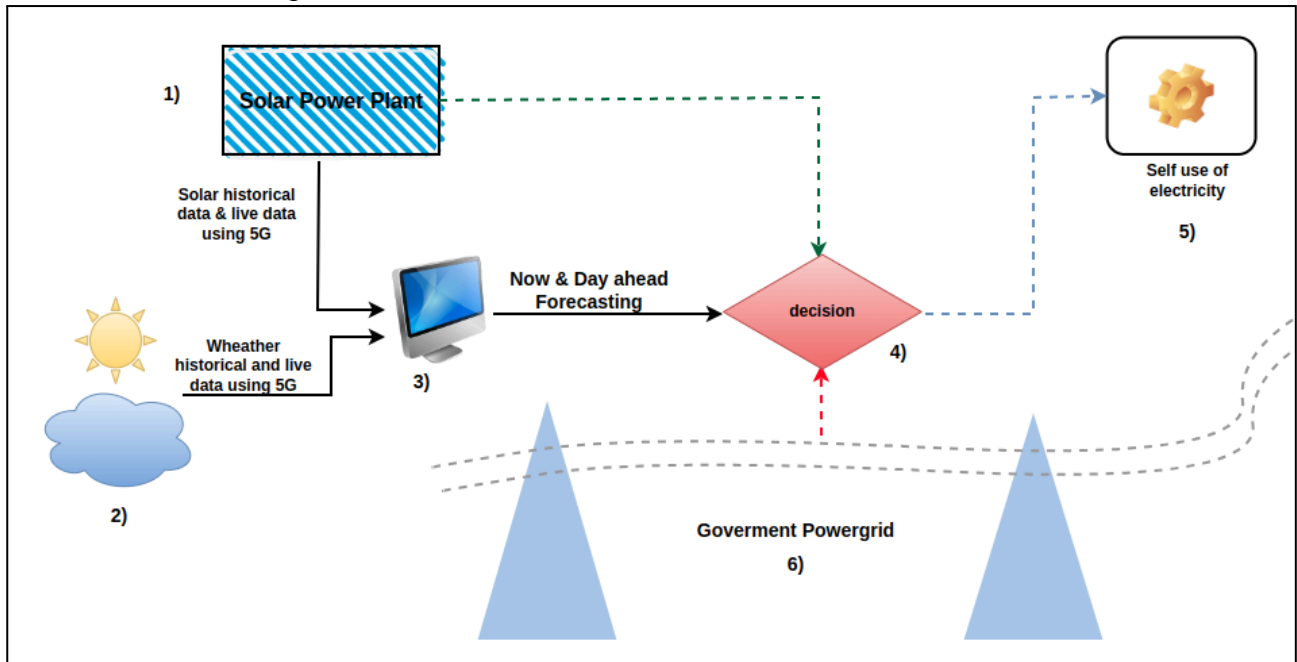 1)
Solar Power Plant
Solar historical
data & live data
using 5G
Self use of
electricity
5)
Now & Day ahead
Forecasting
decision
4)
Wheather
historical and live
data using 5G
3)
2)
Goverment Powergrid
6)